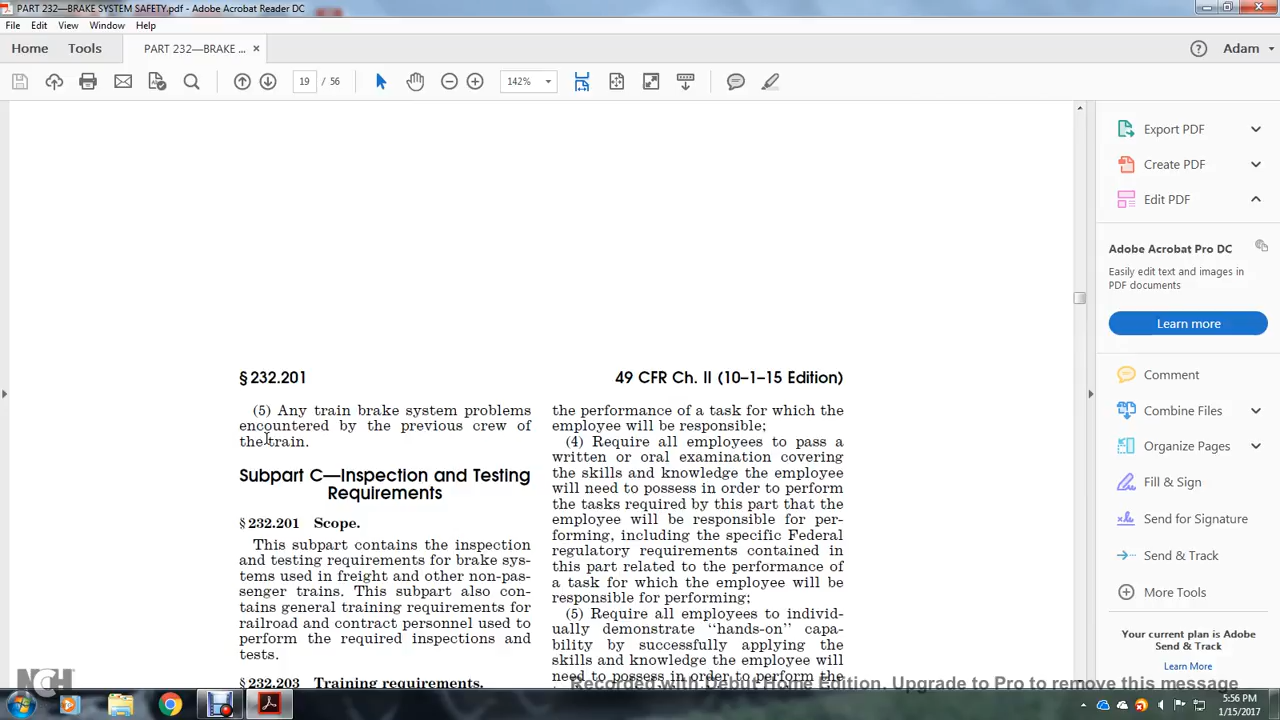 PART 232—BRAKE SYSTEM SAFETY.pdf - Adobe Acrobat Reader DC
File Edit View Window Help
Home Tools PART 232—BRAKE ... × Adam
19 / 56 142%
§ 232.201 49 CFR Ch. II (10–1–15 Edition)
(5) Any train brake system problems
encountered by the previous crew of
the train.
Subpart C—Inspection and Testing
Requirements
§ 232.201 Scope.
This subpart contains the inspection
and testing requirements for brake sys-
tems used in freight and other non-pas-
senger trains. This subpart also con-
tains general training requirements for
railroad and contract personnel used to
perform the required inspections and
tests.
§ 232.203 Training requirements.
the performance of a task for which the
employee will be responsible;
(4) Require all employees to pass a
written or oral examination covering
the skills and knowledge the employee
will need to possess in order to perform
the tasks required by this part that the
employee will be responsible for per-
forming, including the specific Federal
regulatory requirements contained in
this part related to the performance of
a task for which the employee will be
responsible for performing;
(5) Require all employees to individ-
ually demonstrate ‘‘hands-on’’ capa-
bility by successfully applying the
skills and knowledge the employee will
need to possess in order to perform the
Export PDF
Create PDF
Edit PDF
Adobe Acrobat Pro DC
Easily edit text and images in
PDF documents
Learn more
Comment
Combine Files
Organize Pages
Fill & Sign
Send for Signature
Send & Track
More Tools
Your current plan is Adobe
Send & Track
Learn More
NCH
Recorded with Debut Home Edition. Upgrade to Pro to remove this message
5:56 PM
1/15/2017